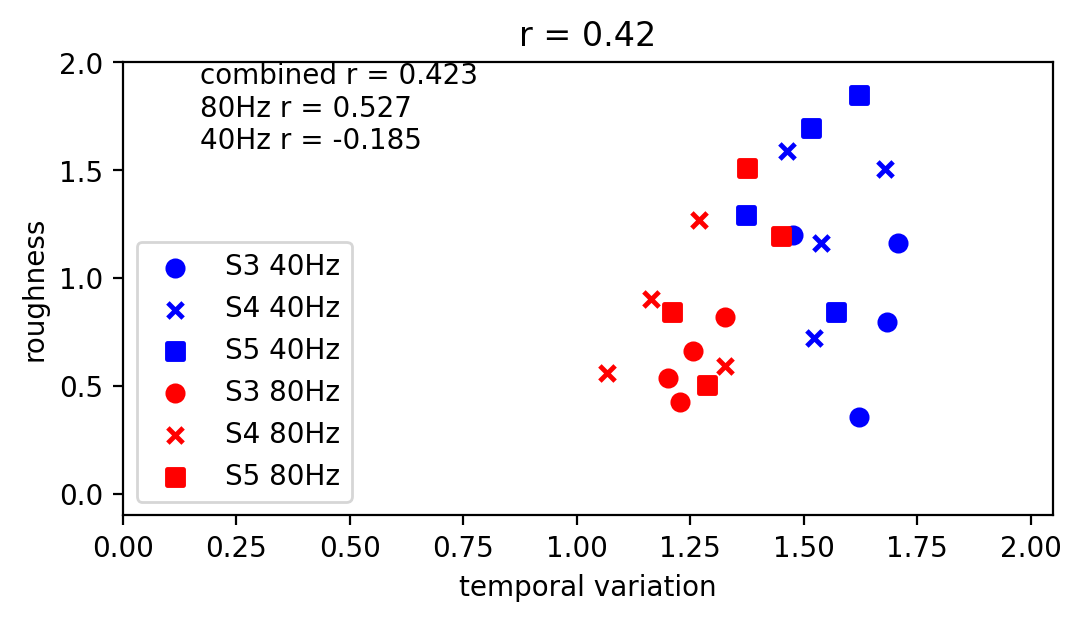 r = 0.42
combined r = 0.423
80Hz r = 0.527
40Hz r = -0.185
2.0
1.5
1.0
0.5
0.0
roughness
S3 40Hz
S4 40Hz
S5 40Hz
S3 80Hz
S4 80Hz
S5 80Hz
0.00 0.25 0.50 0.75 1.00 1.25 1.50 1.75 2.00
temporal variation